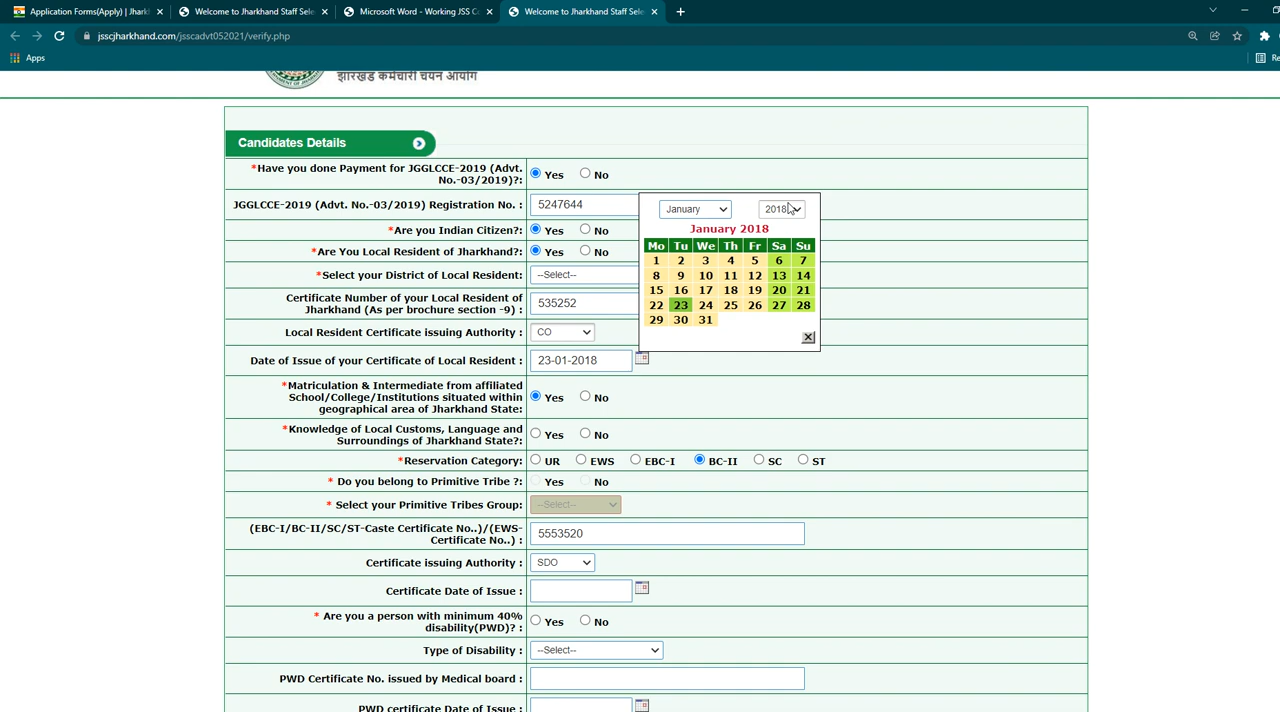 Application Forms(Apply) | Jhark
Welcome to Jharkhand Staff Sele
Microsoft Word - Working JSS C
Welcome to Jharkhand Staff Sele
jsscjharkhand.com/jsscadvt052021/verify.php
Apps
Re
झारखंड कर्मचारी चयन आयोग
Candidates Details
*Have you done Payment for JGGLCCE-2019 (Advt.
No.-03/2019)?:
Yes No
JGGLCCE-2019 (Advt. No.-03/2019) Registration No. :
5247644
*Are you Indian Citizen?:
Yes No
*Are You Local Resident of Jharkhand?:
Yes No
*Select your District of Local Resident:
--Select--
Certificate Number of your Local Resident of
Jharkhand (As per brochure section -9) :
535252
Local Resident Certificate issuing Authority :
CO
Date of Issue of your Certificate of Local Resident :
23-01-2018
January 2018
January 2018
Mo Tu We Th Fr Sa Su
1 2 3 4 5 6 7
8 9 10 11 12 13 14
15 16 17 18 19 20 21
22 23 24 25 26 27 28
29 30 31
*Matriculation & Intermediate from affiliated
School/College/Institutions situated within
geographical area of Jharkhand State:
Yes No
*Knowledge of Local Customs, Language and
Surroundings of Jharkhand State?:
Yes No
*Reservation Category:
UR EWS EBC-I BC-II SC ST
* Do you belong to Primitive Tribe ?:
Yes No
* Select your Primitive Tribes Group:
--Select--
(EBC-I/BC-II/SC/ST-Caste Certificate No..)/(EWS-
Certificate No..) :
5553520
Certificate issuing Authority :
SDO
Certificate Date of Issue :
* Are you a person with minimum 40%
disability(PWD)? :
Yes No
Type of Disability :
--Select--
PWD Certificate No. issued by Medical board :
PWD certificate Date of Issue :